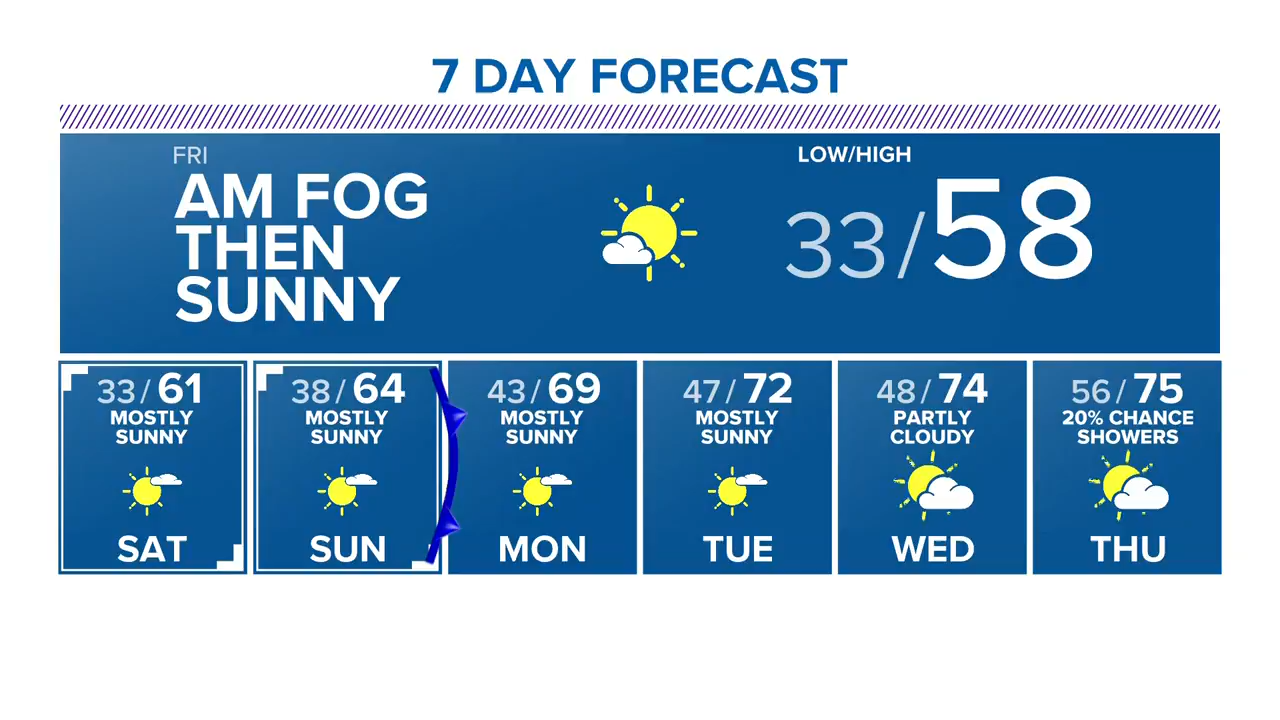 7 DAY FORECAST
FRI
AM FOG
THEN
SUNNY
LOW/HIGH
33/58
33/61
MOSTLY
SUNNY
SAT
38/64
MOSTLY
SUNNY
SUN
43/69
MOSTLY
SUNNY
MON
47/72
MOSTLY
SUNNY
TUE
48/74
PARTLY
CLOUDY
WED
56/75
20% CHANCE
SHOWERS
THU